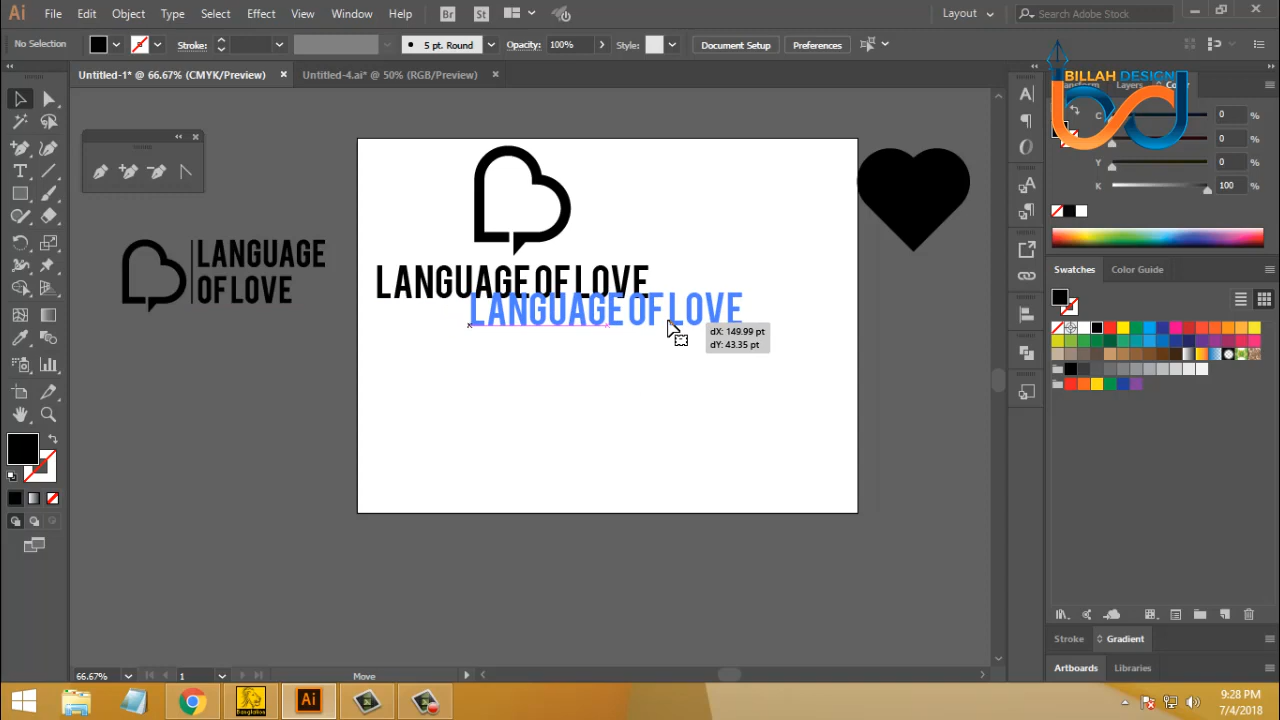 Ai File Edit Object Type Select Effect View Window Help Br St Layout Search Adobe Stock
No Selection Stroke: 5 pt. Round Opacity: 100% Style: Document Setup Preferences
Untitled-1* @ 66.67% (CMYK/Preview) × Untitled-4.ai* @ 50% (RGB/Preview) ×
BILLAH DESIGN
bd
Layers
C 0 %
0 %
Y 0 %
K 100 %
LANGUAGE
OF LOVE
LANGUAGE OF LOVE
LANGUAGE OF LOVE
dX: 149.99 pt
dY: 43.35 pt
Swatches Color Guide
Stroke Gradient
Artboards Libraries
66.67% 1 Move
Ai
9:28 PM
7/4/2018